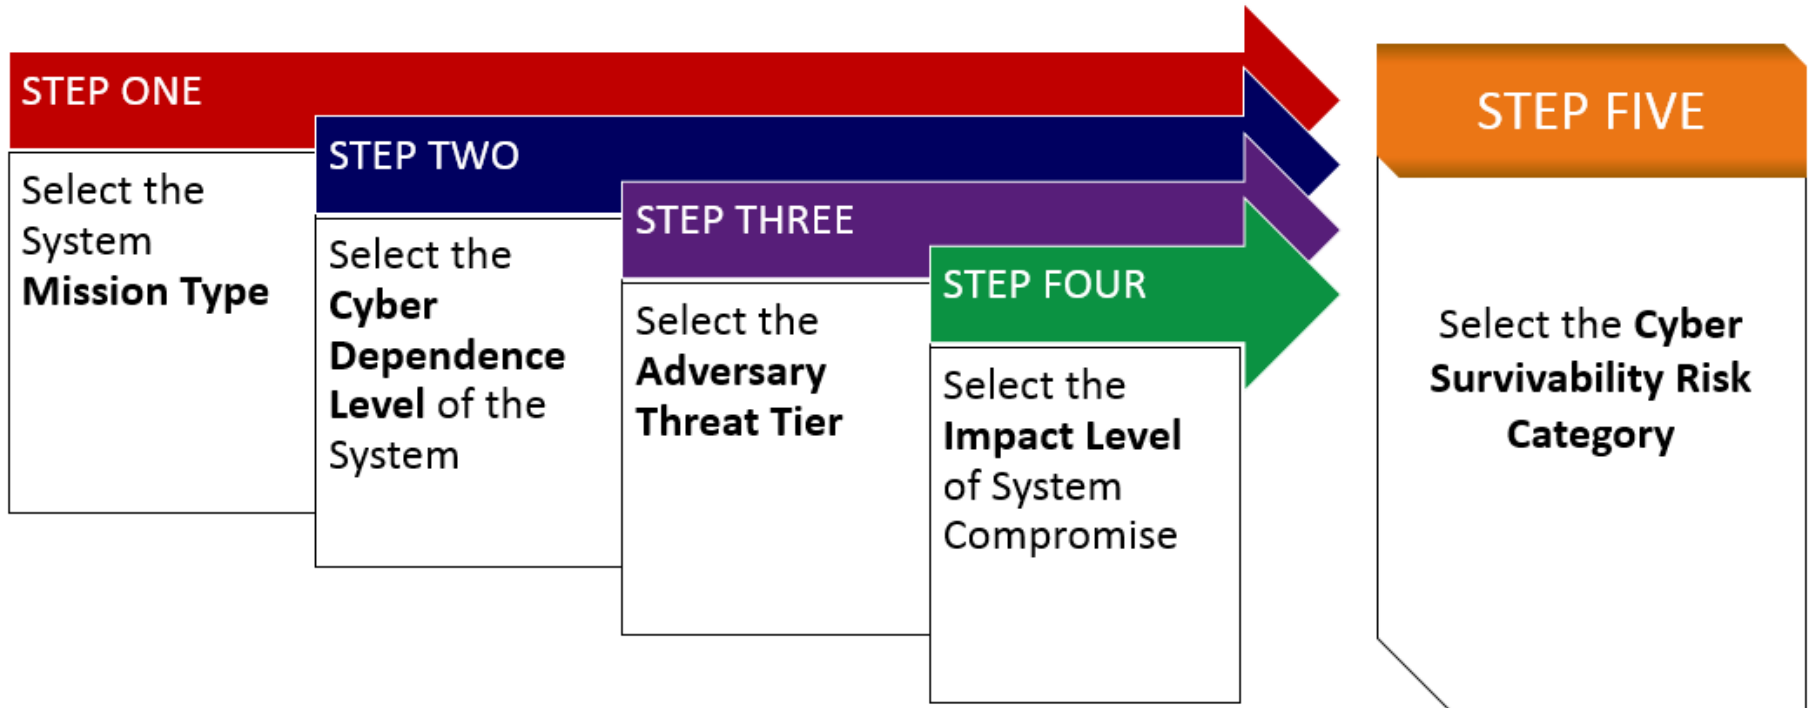 STEP ONE
Select the
System
Mission Type
STEP TWO
Select the
Cyber
Dependence
Level of the
System
STEP THREE
Select the
Adversary
Threat Tier
STEP FOUR
Select the
Impact Level
of System
Compromise
STEP FIVE
Select the Cyber
Survivability Risk
Category